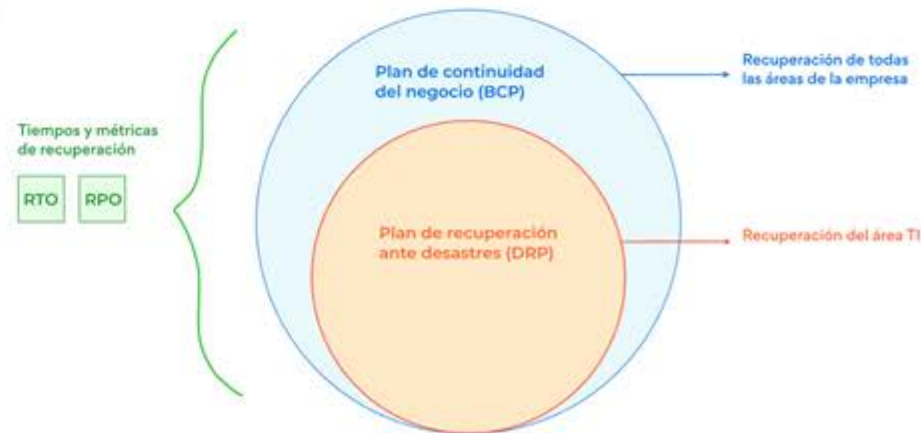 Plan de continuidad
del negocio (BCP)
Recuperación de todas
las áreas de la empresa
Tiempos y métricas
de recuperación
RTO RPO
Plan de recuperación
ante desastres (DRP)
Recuperación del área TI